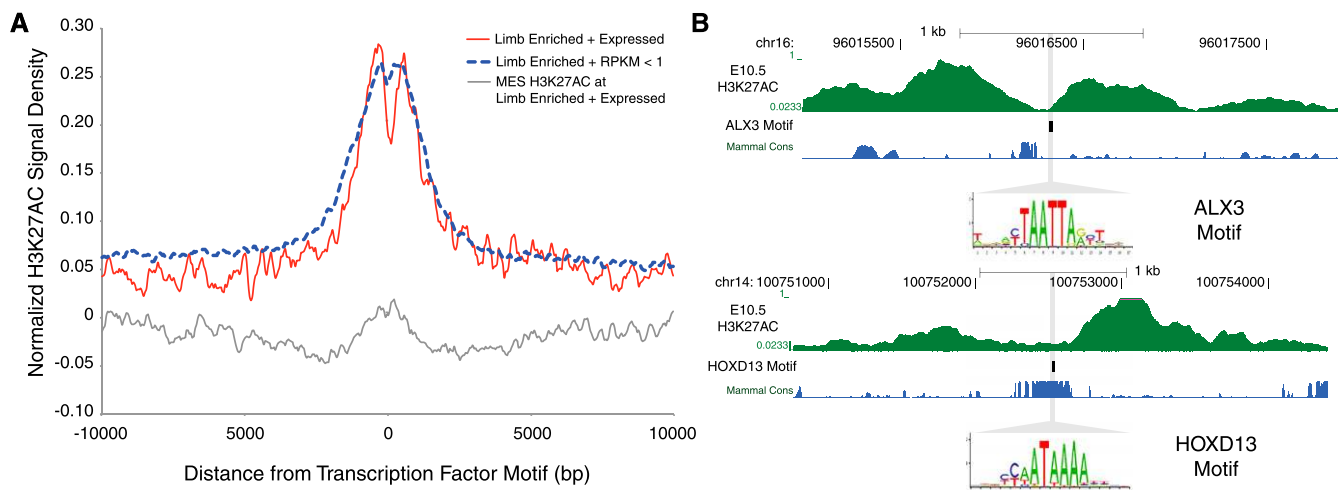 A
Normalizd H3K27AC Signal Density
0.30
0.25
0.20
0.15
0.10
0.05
0
-0.05
-0.10
Limb Enriched + Expressed
Limb Enriched + RPKM < 1
MES H3K27AC at
Limb Enriched + Expressed
-10000 5000 0 5000 10000
Distance from Transcription Factor Motif (bp)
B
1 kb
chr16: 96015500 96016500 96017500
1
E10.5
H3K27AC
0.0233
ALX3 Motif
Mammal Cons
ALX3
Motif
1 kb
chr14: 100751000 100752000 100753000 100754000
1
E10.5
H3K27AC
0.0233
HOXD13 Motif
Mammal Cons
HOXD13
Motif